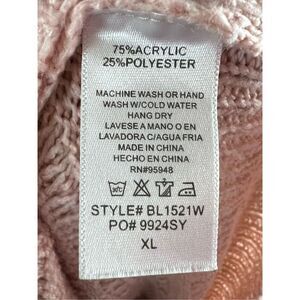 75%ACRYLIC
25%POLYESTER
MACHINE WASH OR HAND
WASH W/COLD WATER
HANG DRY
LAVESE A MANO O EN
LAVADORA C/AGUA FRIA
MADE IN CHINA
HECHO EN CHINA
RN#95948
STYLE# BL1521W
PO# 9924SY
XL